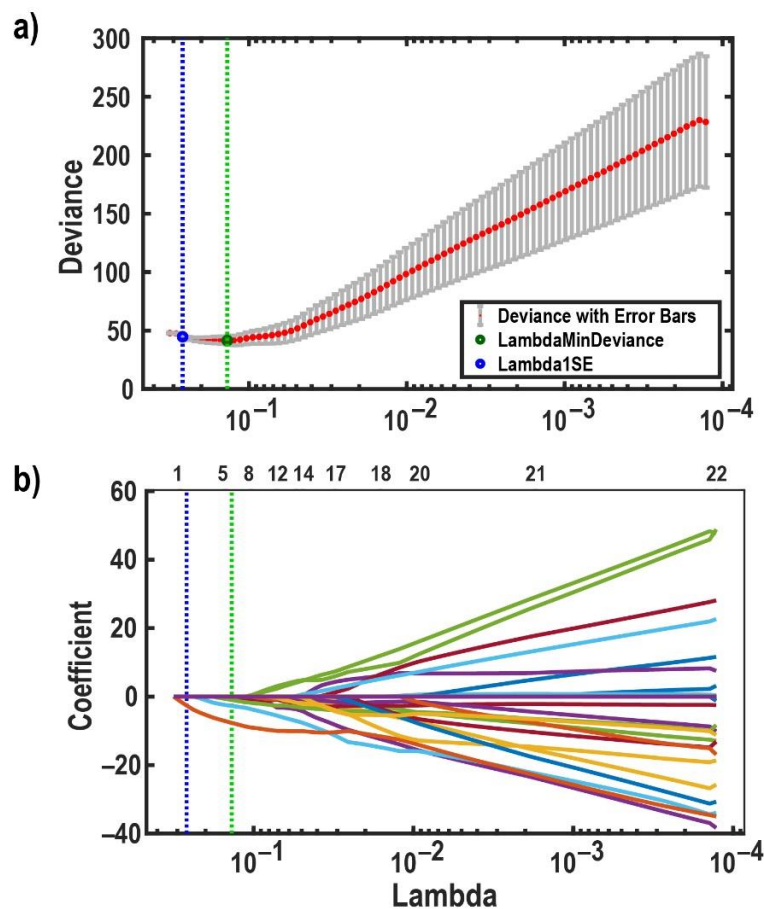 a)
300
250
200
150
100
50
0
Deviance
Deviance with Error Bars
LambdaMinDeviance
Lambda1SE
10⁻¹ 10⁻² 10⁻³ 10⁻⁴
b)
1 5 8 12 14 17 18 20 21 22
60
40
20
0
−20
−40
Coefficient
10⁻¹ 10⁻² 10⁻³ 10⁻⁴
Lambda